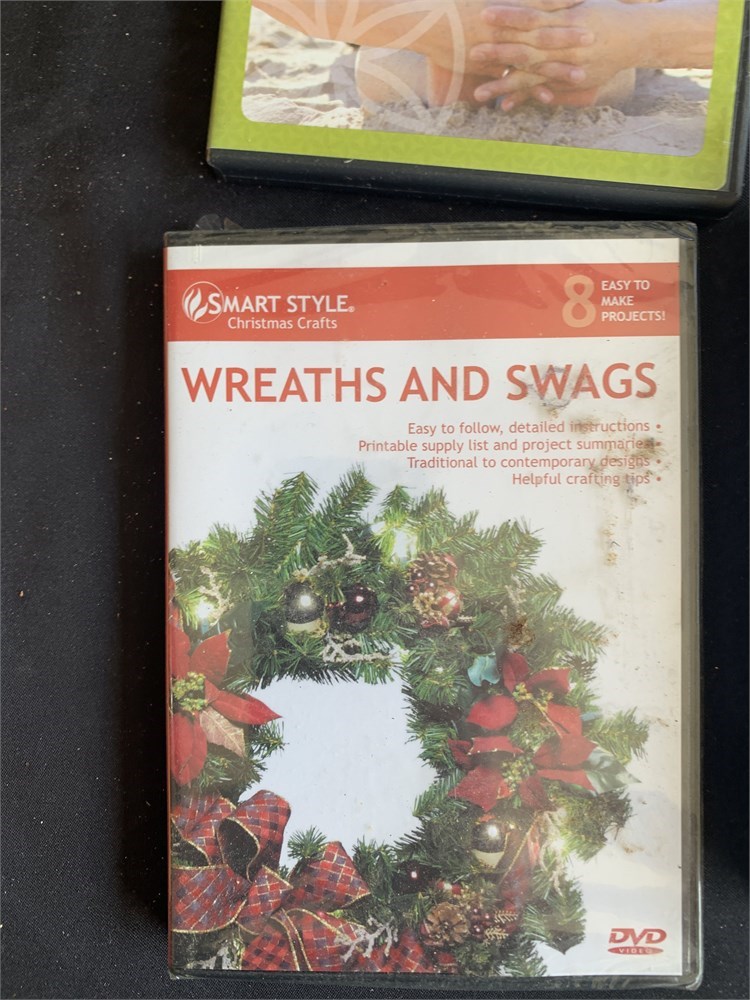 SMART STYLE®
Christmas Crafts
8
EASY TO
MAKE
PROJECTS!
WREATHS AND SWAGS
Easy to follow, detailed instructions •
Printable supply list and project summaries •
Traditional to contemporary designs •
Helpful crafting tips •
DVD
VIDEO